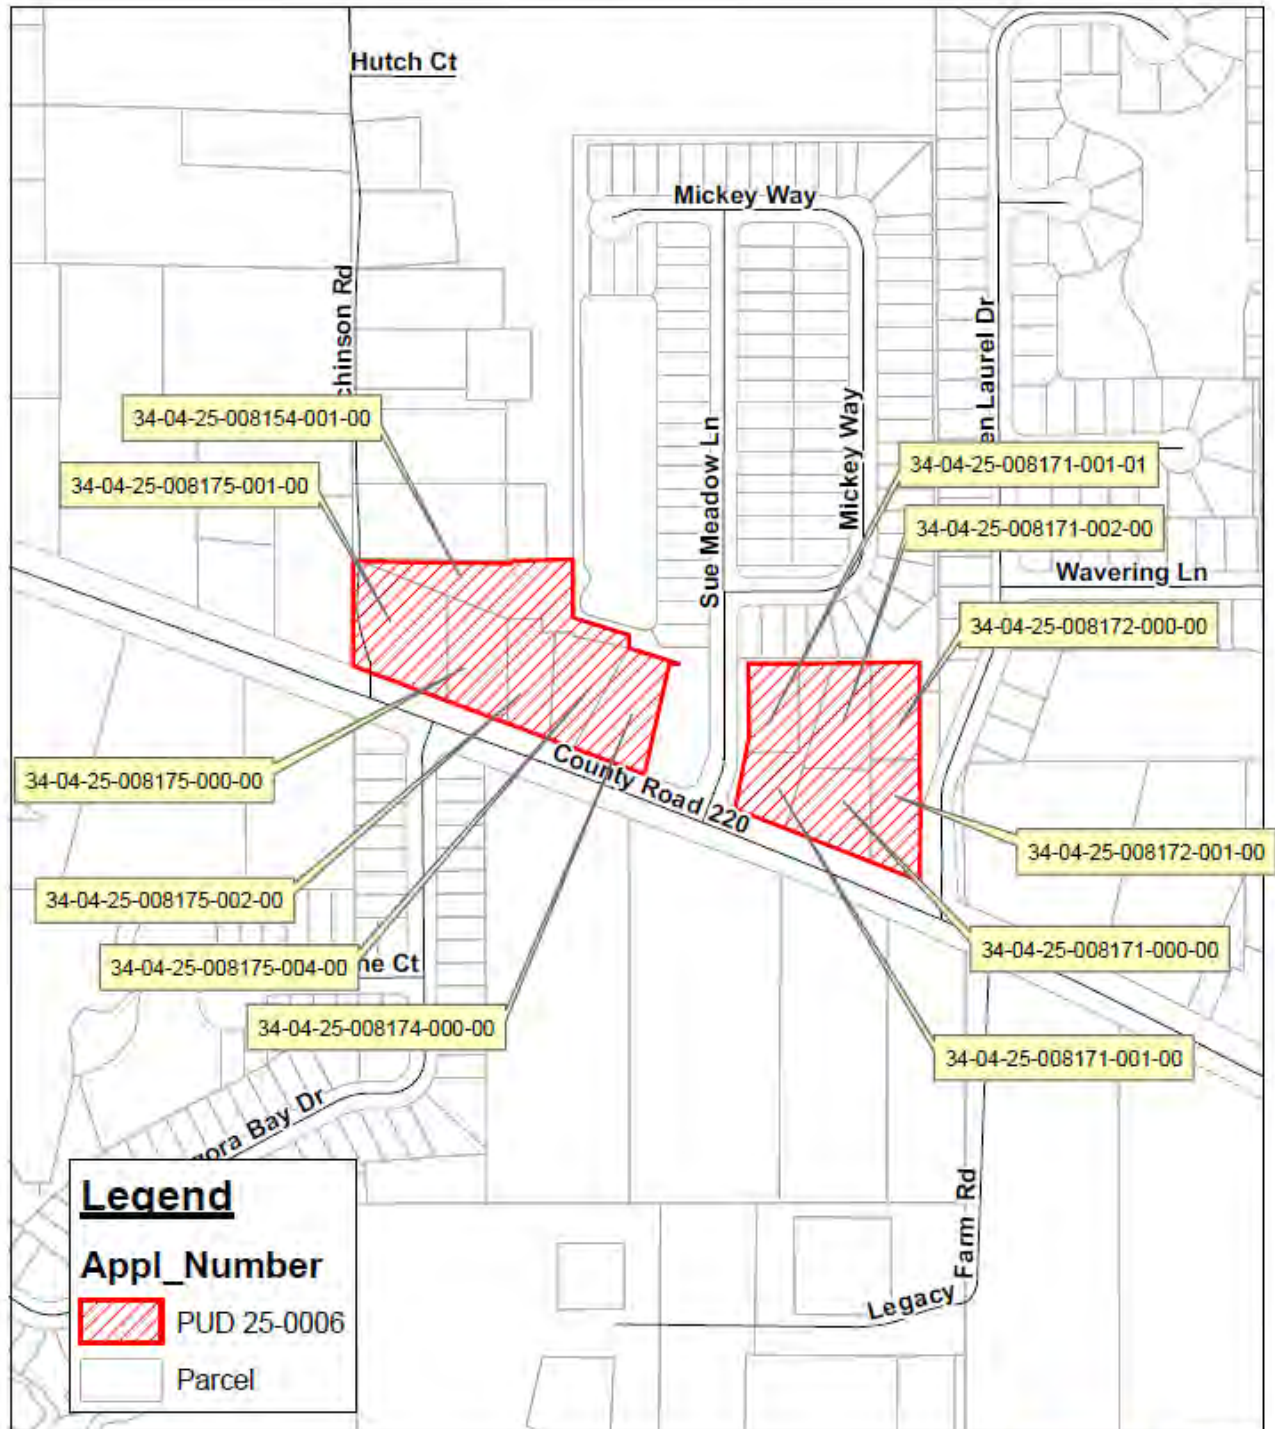 Hutch Ct
Mickey Way
chinson Rd
en Laurel Dr
34-04-25-008154-001-00
Mickey Way
Sue Meadow Ln
34-04-25-008171-001-01
34-04-25-008175-001-00
34-04-25-008171-002-00
Wavering Ln
34-04-25-008172-000-00
34-04-25-008175-000-00
County Road 220
34-04-25-008172-001-00
34-04-25-008175-002-00
34-04-25-008171-000-00
34-04-25-008175-004-00
ne Ct
34-04-25-008174-000-00
34-04-25-008171-001-00
ora Bay Dr
Legacy Farm Rd
Legend
Appl_Number
PUD 25-0006
Parcel